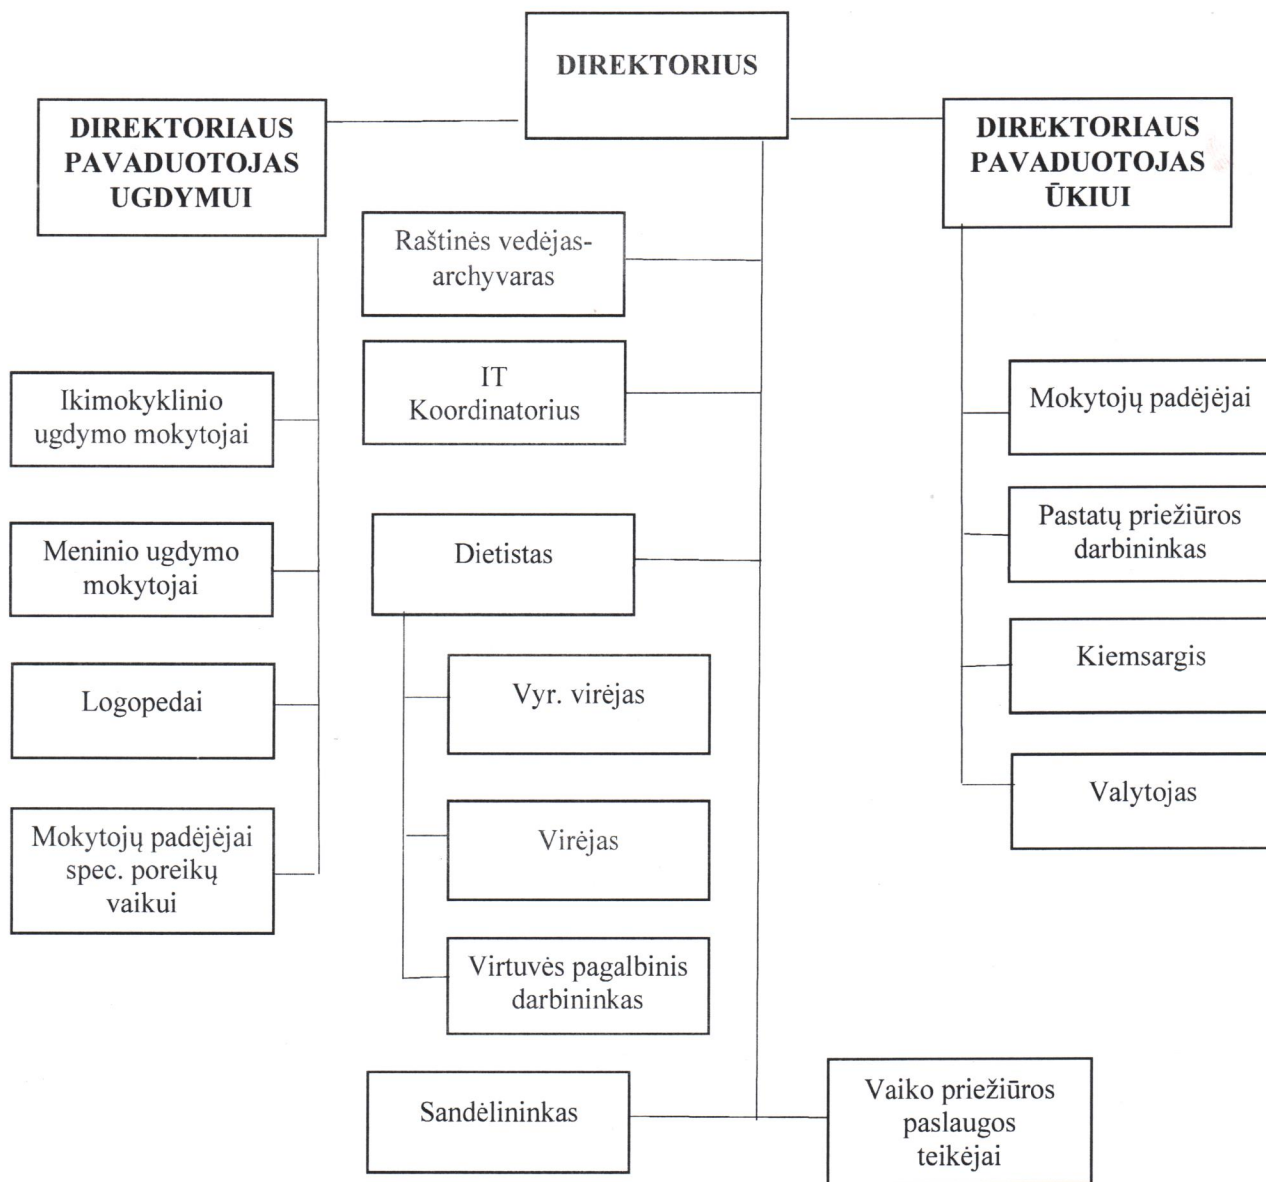 DIREKTORIUS
DIREKTORIAUS
PAVADUOTOJAS
UGDYMUI
DIREKTORIAUS
PAVADUOTOJAS
ŪKIUI
Raštinės vedėjas-
archyvaras
IT
Koordinatorius
Ikimokyklinio
ugdymo mokytojai
Meninio ugdymo
mokytojai
Logopedai
Mokytojų padėjėjai
spec. poreikų
vaikui
Dietistas
Vyr. virėjas
Virėjas
Virtuvės pagalbinis
darbininkas
Mokytojų padėjėjai
Pastatų priežiūros
darbininkas
Kiemsargis
Valytojas
Sandėlininkas
Vaiko priežiūros
paslaugos
teikėjai